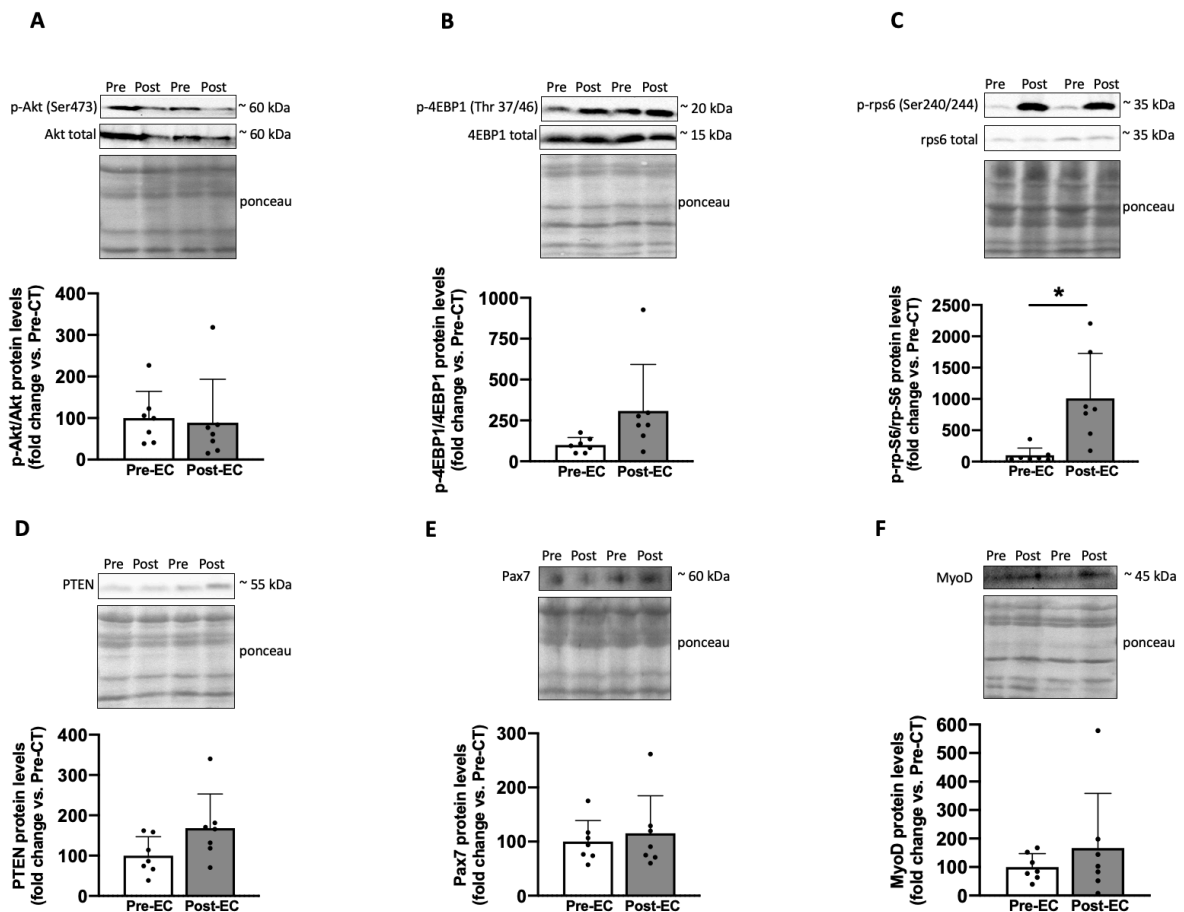 A
Pre Post Pre Post
p-Akt (Ser473)
~ 60 kDa
Akt total
~ 60 kDa
ponceau
p-Akt/Akt protein levels
(fold change vs. Pre-CT)
400
300
200
100
0
Pre-EC Post-EC
B
Pre Post Pre Post
p-4EBP1 (Thr 37/46)
~ 20 kDa
4EBP1 total
~ 15 kDa
ponceau
p-4EBP1/4EBP1 protein levels
(fold change vs. Pre-CT)
1000
750
500
250
0
Pre-EC Post-EC
C
Pre Post Pre Post
p-rps6 (Ser240/244)
~ 35 kDa
rps6 total
~ 35 kDa
ponceau
p-rp-S6/rp-S6 protein levels
(fold change vs. Pre-CT)
2500
2000
1500
1000
500
0
*
Pre-EC Post-EC
D
Pre Post Pre Post
PTEN
~ 55 kDa
ponceau
PTEN protein levels
(fold change vs. Pre-CT)
400
300
200
100
0
Pre-EC Post-EC
E
Pre Post Pre Post
Pax7
~ 60 kDa
ponceau
Pax7 protein levels
(fold change vs. Pre-CT)
300
200
100
0
Pre-EC Post-EC
F
Pre Post Pre Post
MyoD
~ 45 kDa
ponceau
MyoD protein levels
(fold change vs. Pre-CT)
600
500
400
300
200
100
0
Pre-EC Post-EC